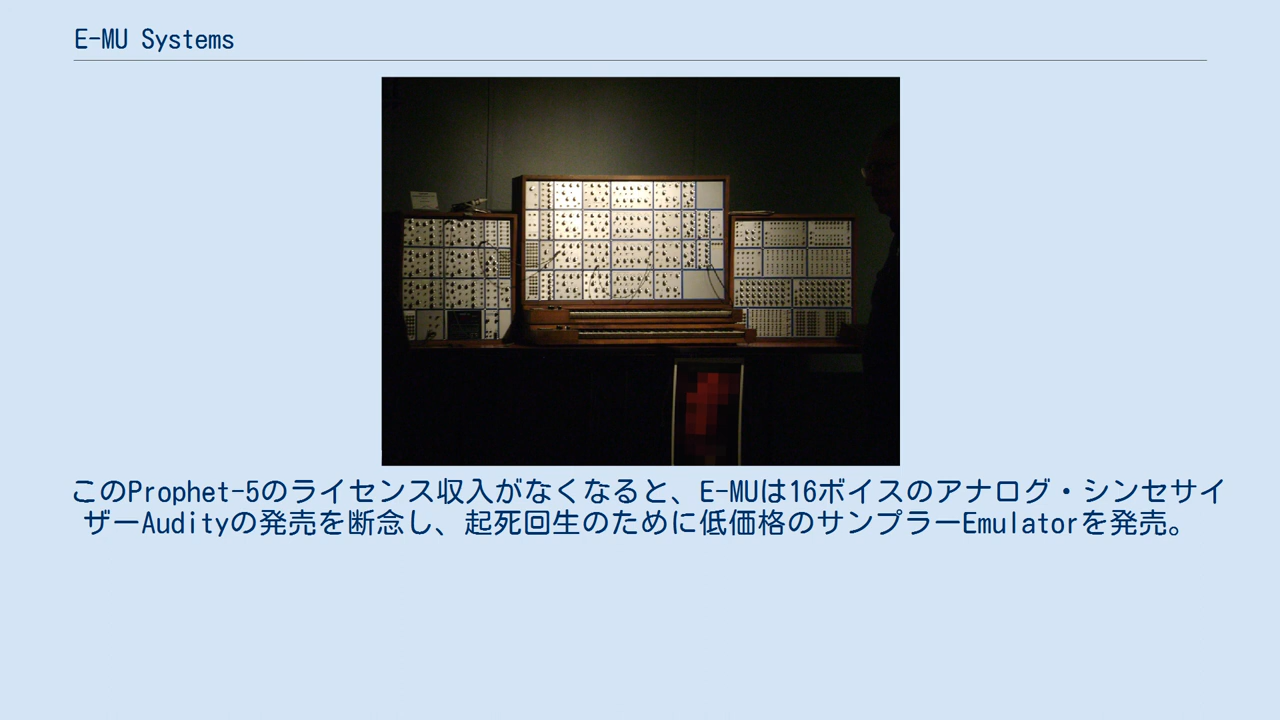 E-MU Systems
このProphet-5のライセンス収入がなくなると、E-MUは16ボイスのアナログ・シンセサイ
ザーAudityの発売を断念し、起死回生のために低価格のサンプラーEmulatorを発売。